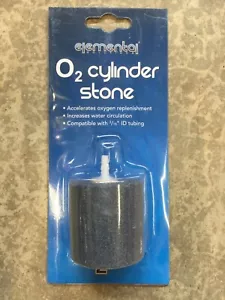 elemental
O₂ cylinder
stone
• Accelerates oxygen replenishment
• Increases water circulation
• Compatible with 3/16" ID tubing